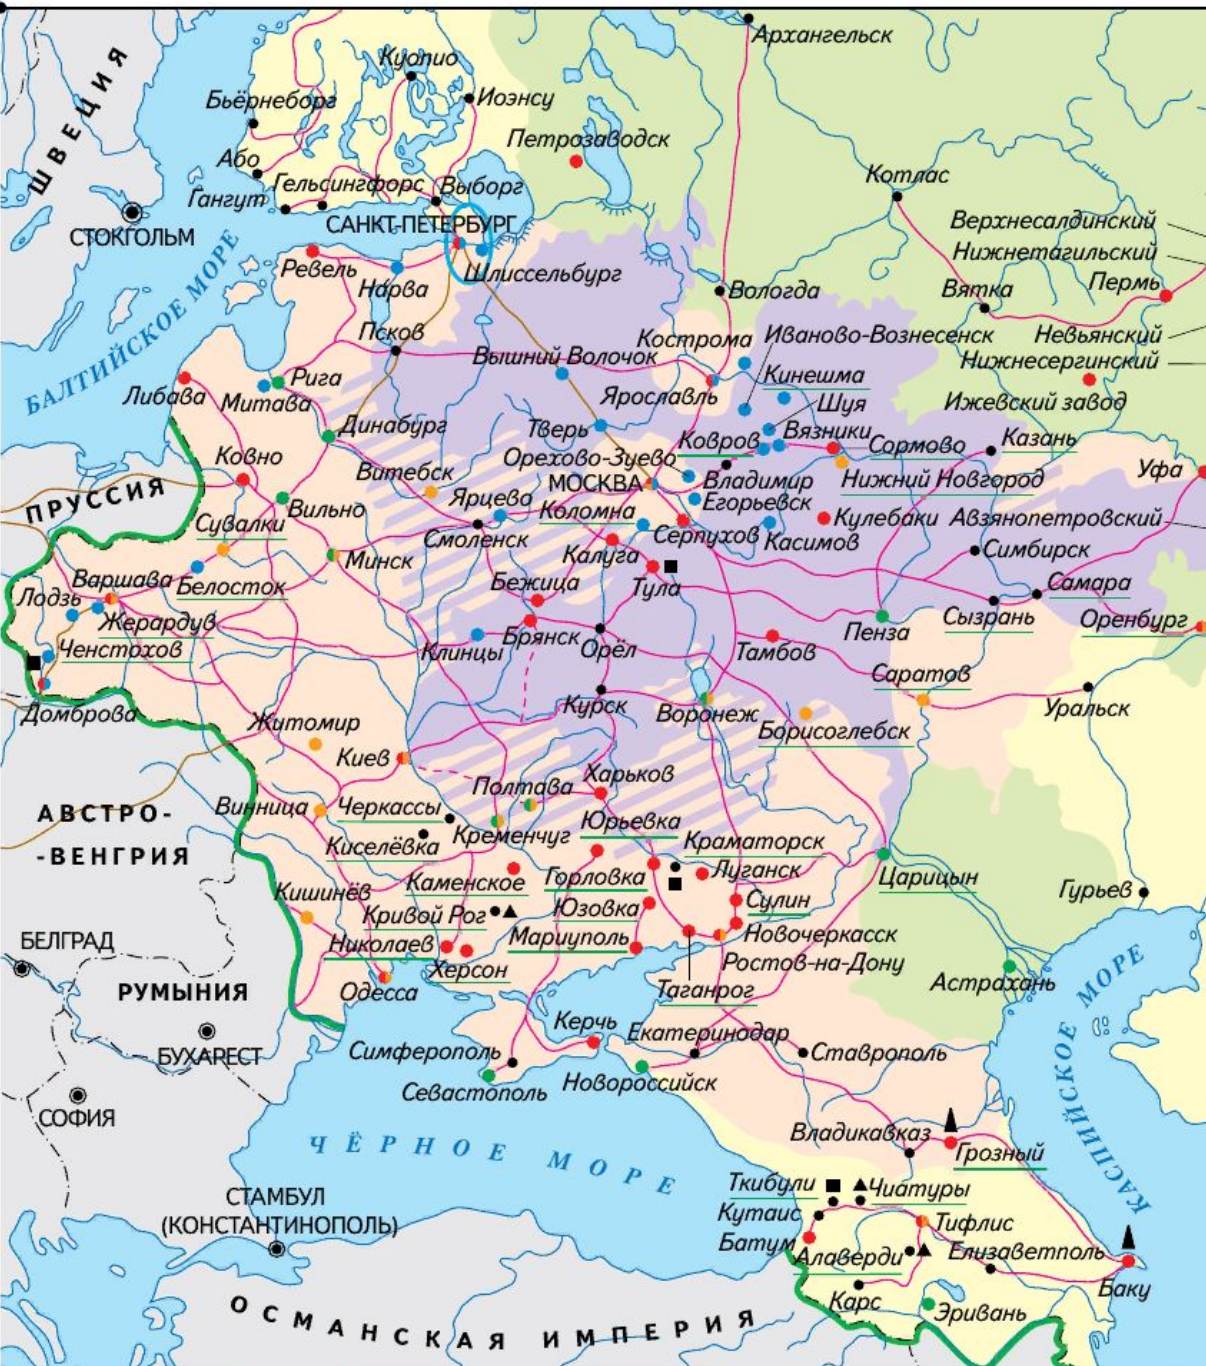 Архангельск
Куопио
Бьёрнеборг
Иоэнсу
ШВЕЦИЯ
Петрозаводск
Або
Котлас
Гельсингфорс
Выборг
Гангут
САНКТ-ПЕТЕРБУРГ
СТОКГОЛЬМ
Верхнесалдинский
Нижнетагильский
Ревель
Шлиссельбург
Нарва
Пермь
Вологда
Вятка
БАЛТИЙСКОЕ МОРЕ
Псков
Кострома
Иваново-Вознесенск
Невьянский
Вышний Волочок
Нижнесергинский
Кинешма
Рига
Либава
Митава
Ярославль
Шуя
Ижевский завод
Динабург
Тверь
Ковров
Вязники
Сормово
Казань
Ковно
Орехово-Зуево
Витебск
МОСКВА
Владимир
Нижний Новгород
Уфа
ПРУССИЯ
Ярцево
Егорьевск
Вильно
Коломна
Сувалки
Смоленск
Серпухов
Касимов
Кулебаки
Авзянопетровский
Минск
Калуга
Симбирск
Варшава
Белосток
Бежица
Тула
Самара
Лодзь
Жерардув
Брянск
Пенза
Сызрань
Оренбург
Ченстохов
Клинцы
Орёл
Тамбов
Саратов
Домброва
Курск
Воронеж
Уральск
Житомир
Борисоглебск
Киев
Харьков
Полтава
АВСТРО-
-ВЕНГРИЯ
Винница
Черкассы
Кременчуг
Юрьевка
Киселёвка
Краматорск
Каменское
Горловка
Луганск
Царицын
Кишинёв
Гурьев
Кривой Рог
Юзовка
Сулин
БЕЛГРАД
Николаев
Мариуполь
Новочеркасск
Херсон
Ростов-на-Дону
РУМЫНИЯ
Одесса
Таганрог
Астрахань
КАСПИЙСКОЕ МОРЕ
БУХАРЕСТ
Керчь
Екатеринодар
Симферополь
Ставрополь
Севастополь
Новороссийск
СОФИЯ
ЧЁРНОЕ МОРЕ
Владикавказ
Грозный
Ткибули
Чиатуры
СТАМБУЛ
(КОНСТАНТИНОПОЛЬ)
Кутаис
Тифлис
Батум
Алаверди
Елизаветполь
Баку
Карс
Эривань
ОСМАНСКАЯ ИМПЕРИЯ